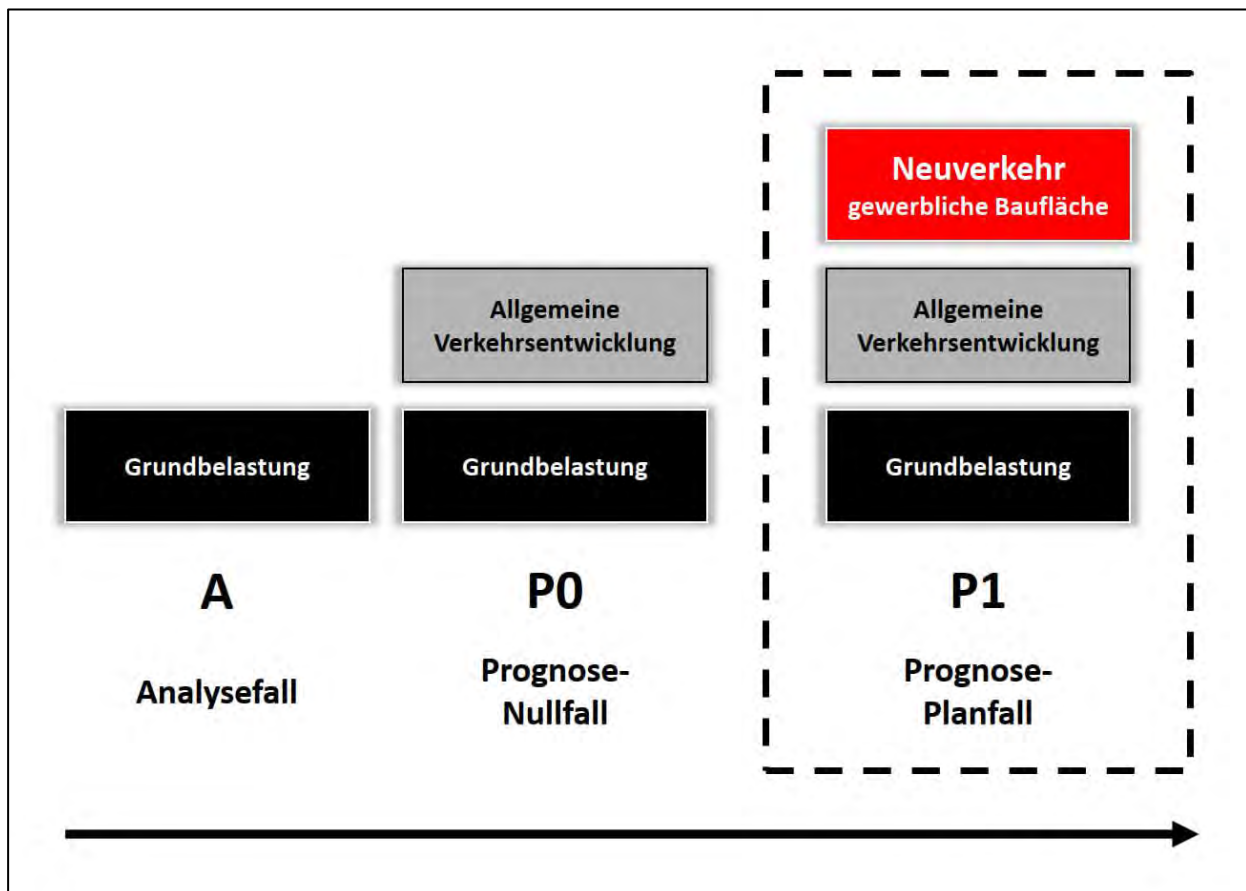 Neuverkehr
gewerbliche Baufläche
Allgemeine
Verkehrsentwicklung
Allgemeine
Verkehrsentwicklung
Grundbelastung
Grundbelastung
Grundbelastung
A
P0
P1
Analysefall
Prognose-
Nullfall
Prognose-
Planfall